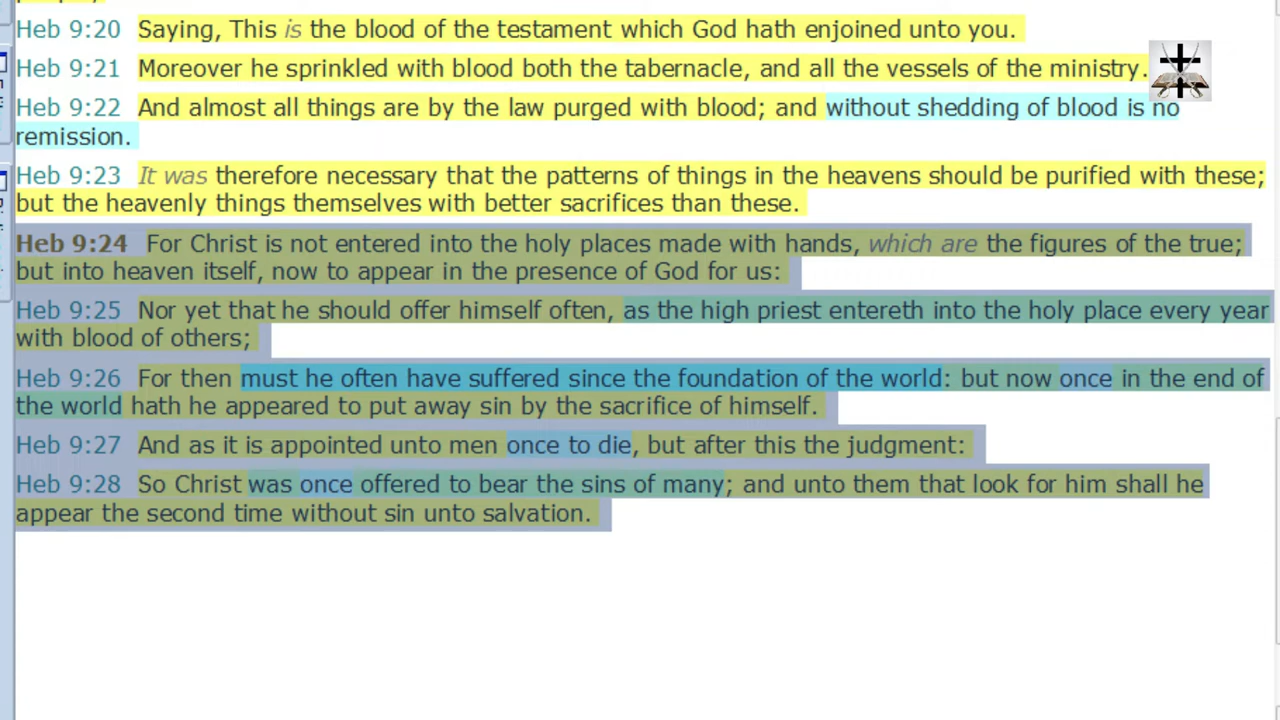 Heb 9:20 Saying, This is the blood of the testament which God hath enjoined unto you.
Heb 9:21 Moreover he sprinkled with blood both the tabernacle, and all the vessels of the ministry.
Heb 9:22 And almost all things are by the law purged with blood; and without shedding of blood is no
remission.
Heb 9:23 It was therefore necessary that the patterns of things in the heavens should be purified with these;
but the heavenly things themselves with better sacrifices than these.
Heb 9:24 For Christ is not entered into the holy places made with hands, which are the figures of the true;
but into heaven itself, now to appear in the presence of God for us:
Heb 9:25 Nor yet that he should offer himself often, as the high priest entereth into the holy place every year
with blood of others;
Heb 9:26 For then must he often have suffered since the foundation of the world: but now once in the end of
the world hath he appeared to put away sin by the sacrifice of himself.
Heb 9:27 And as it is appointed unto men once to die, but after this the judgment:
Heb 9:28 So Christ was once offered to bear the sins of many; and unto them that look for him shall he
appear the second time without sin unto salvation.